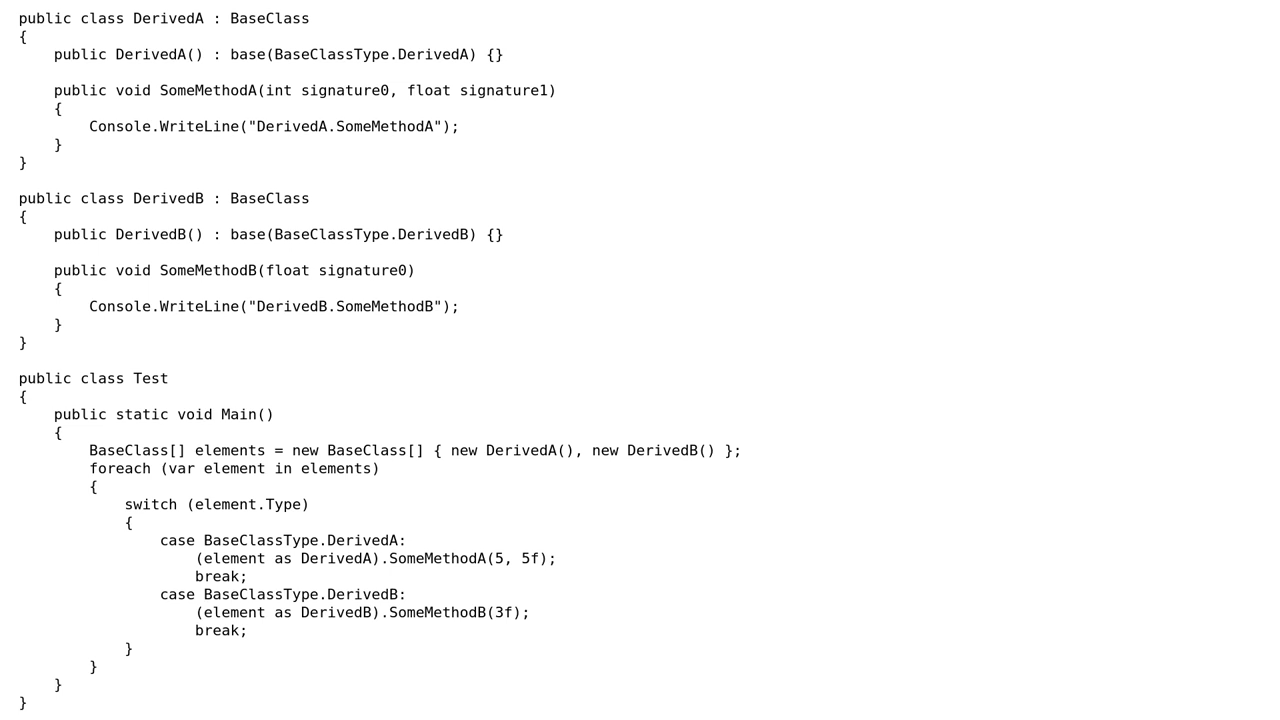 public class DerivedA : BaseClass
{
    public DerivedA() : base(BaseClassType.DerivedA) {}

    public void SomeMethodA(int signature0, float signature1)
    {
        Console.WriteLine("DerivedA.SomeMethodA");
    }
}

public class DerivedB : BaseClass
{
    public DerivedB() : base(BaseClassType.DerivedB) {}

    public void SomeMethodB(float signature0)
    {
        Console.WriteLine("DerivedB.SomeMethodB");
    }
}

public class Test
{
    public static void Main()
    {
        BaseClass[] elements = new BaseClass[] { new DerivedA(), new DerivedB() };
        foreach (var element in elements)
        {
            switch (element.Type)
            {
                case BaseClassType.DerivedA:
                    (element as DerivedA).SomeMethodA(5, 5f);
                    break;
                case BaseClassType.DerivedB:
                    (element as DerivedB).SomeMethodB(3f);
                    break;
            }
        }
    }
}